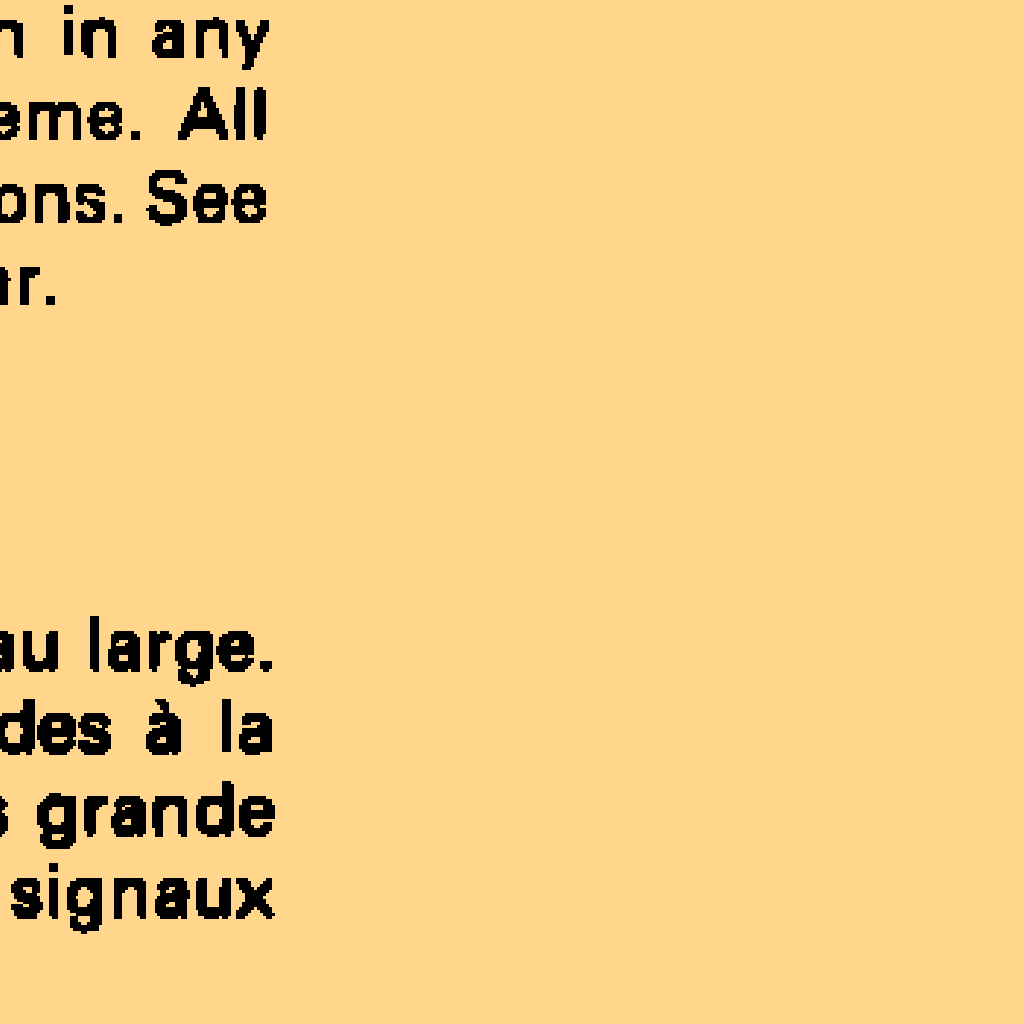 n in any
eme. All
ons. See
ar.
au large.
des à la
s grande
signaux